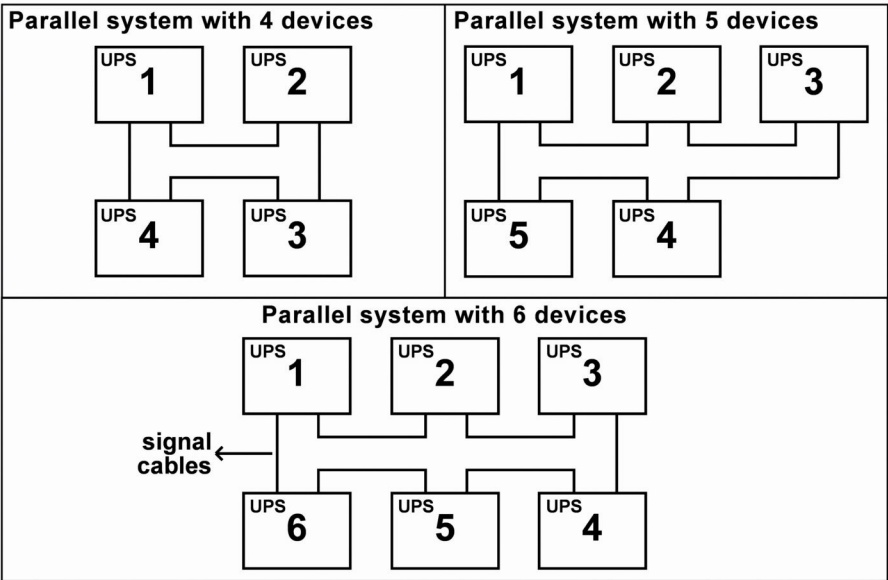 Parallel system with 4 devices
UPS 1
UPS 2
UPS 4
UPS 3
Parallel system with 5 devices
UPS 1
UPS 2
UPS 3
UPS 5
UPS 4
Parallel system with 6 devices
UPS 1
UPS 2
UPS 3
signal
cables
UPS 6
UPS 5
UPS 4